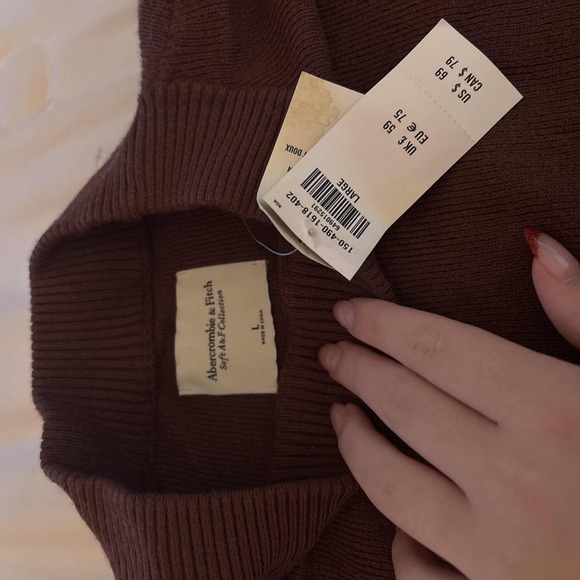 Abercrombie & Fitch
Soft A&F Collection
L
MADE IN CHINA
DOUX
US $ 69
CAN $ 79
UK £ 59
EU € 75
LARGE
649015291
150-490-1618-402